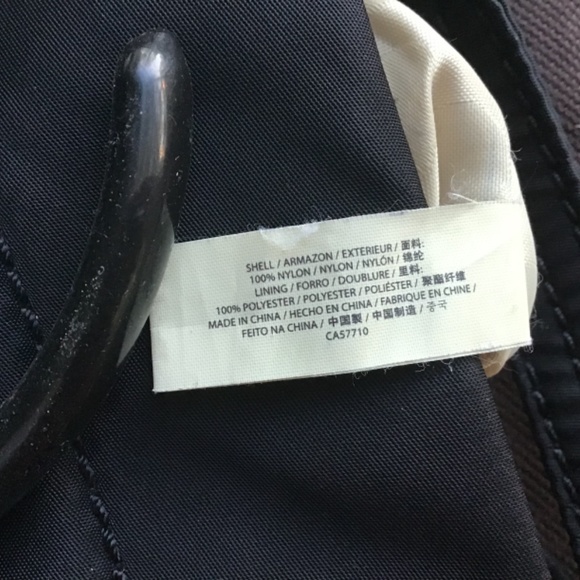 SHELL / ARMAZON / EXTERIEUR / 面料:
100% NYLON / NYLON / NYLÓN / 锦纶
LINING / FORRO / DOUBLURE / 里料:
100% POLYESTER / POLYESTER / POLIÉSTER / 聚酯纤维
MADE IN CHINA / HECHO EN CHINA / FABRIQUE EN CHINE /
FEITO NA CHINA / 中國製 / 中国制造 / 중국
CA57710